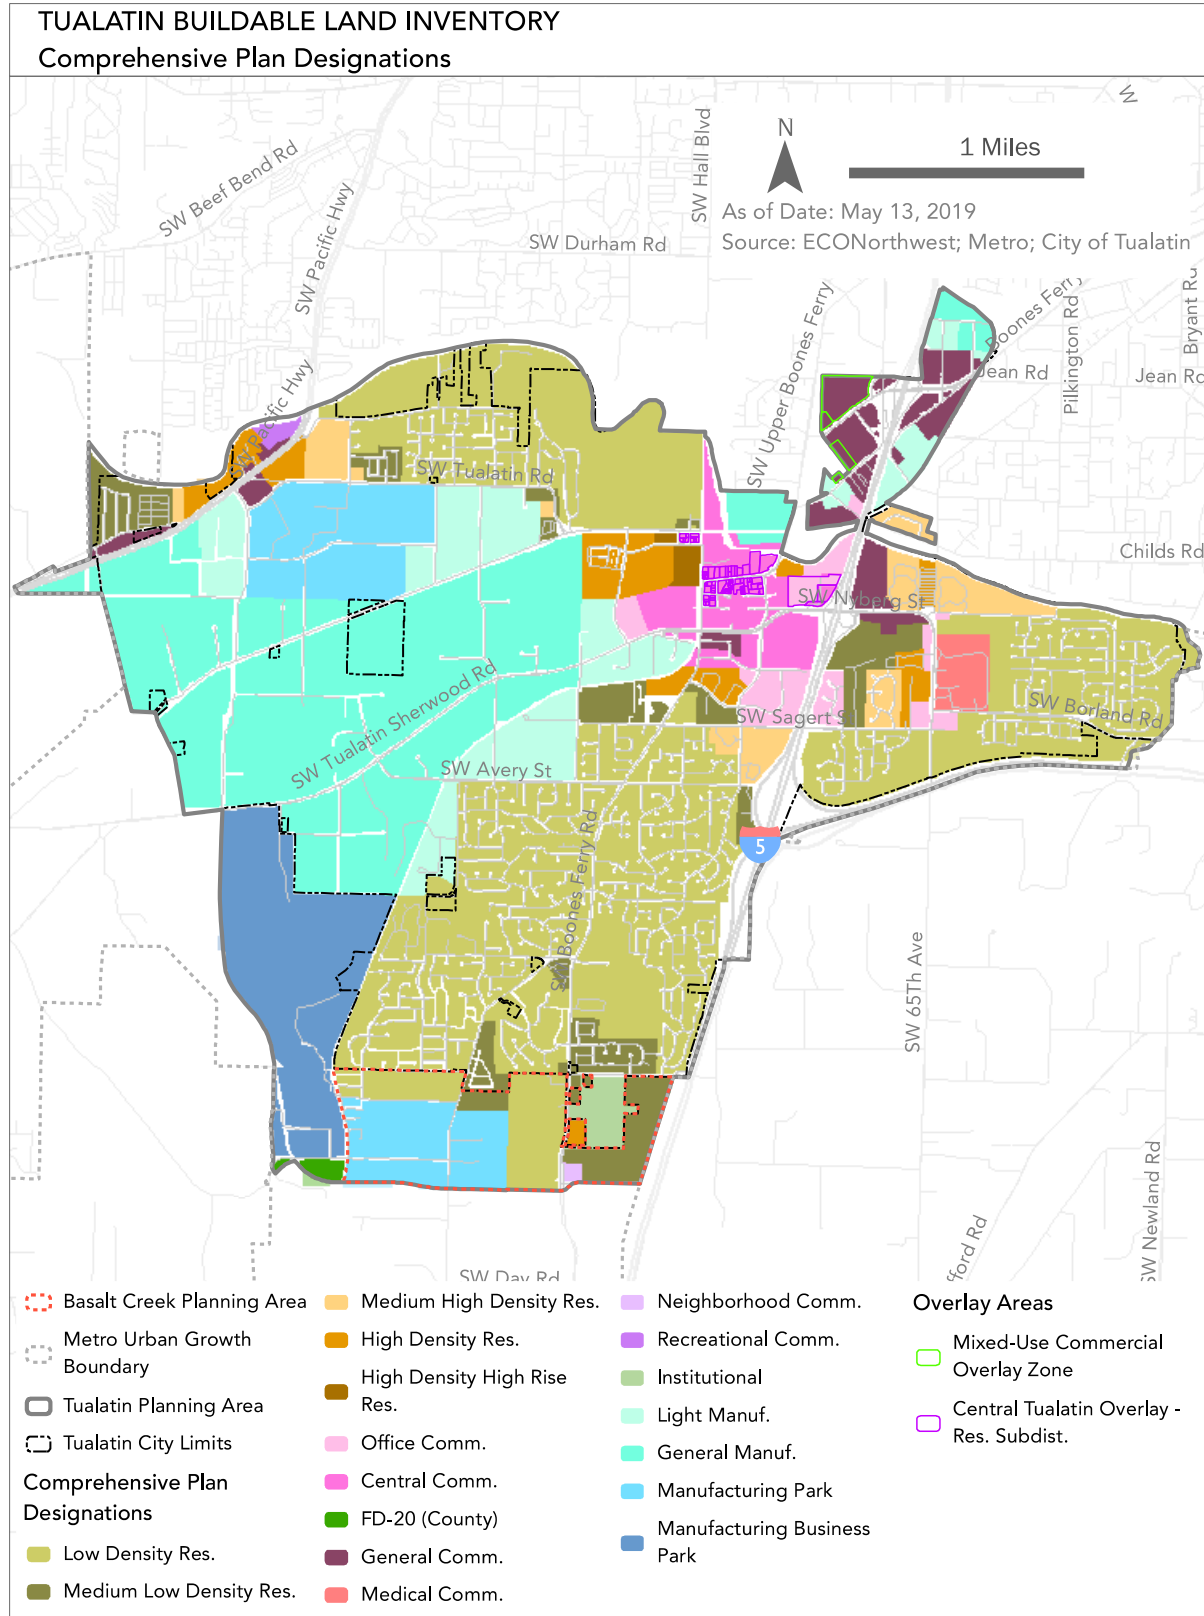 TUALATIN BUILDABLE LAND INVENTORY
Comprehensive Plan Designations
W
N
1 Miles
As of Date: May 13, 2019
Source: ECONorthwest; Metro; City of Tualatin
SW Hall Blvd
SW Beef Bend Rd
SW Pacific Hwy
SW Durham Rd
SW Upper Boones Ferry
Boones Ferry
Pilkington Rd
Bryant Ru
Jean Rd
Jean Rd
SW Pacific Hwy
SW Tualatin Rd
Childs Rd
SW Nyberg St
SW Tualatin Sherwood Rd
SW Sagert S
SW Borland Rd
SW Avery St
5
SW Boones Ferry Rd
SW 65Th Ave
SW Newland Rd
fford Rd
SW Day Rd
Basalt Creek Planning Area
Metro Urban Growth
Boundary
Tualatin Planning Area
Tualatin City Limits
Comprehensive Plan
Designations
Low Density Res.
Medium Low Density Res.
Medium High Density Res.
High Density Res.
High Density High Rise
Res.
Office Comm.
Central Comm.
FD-20 (County)
General Comm.
Medical Comm.
Neighborhood Comm.
Recreational Comm.
Institutional
Light Manuf.
General Manuf.
Manufacturing Park
Manufacturing Business
Park
Overlay Areas
Mixed-Use Commercial
Overlay Zone
Central Tualatin Overlay -
Res. Subdist.